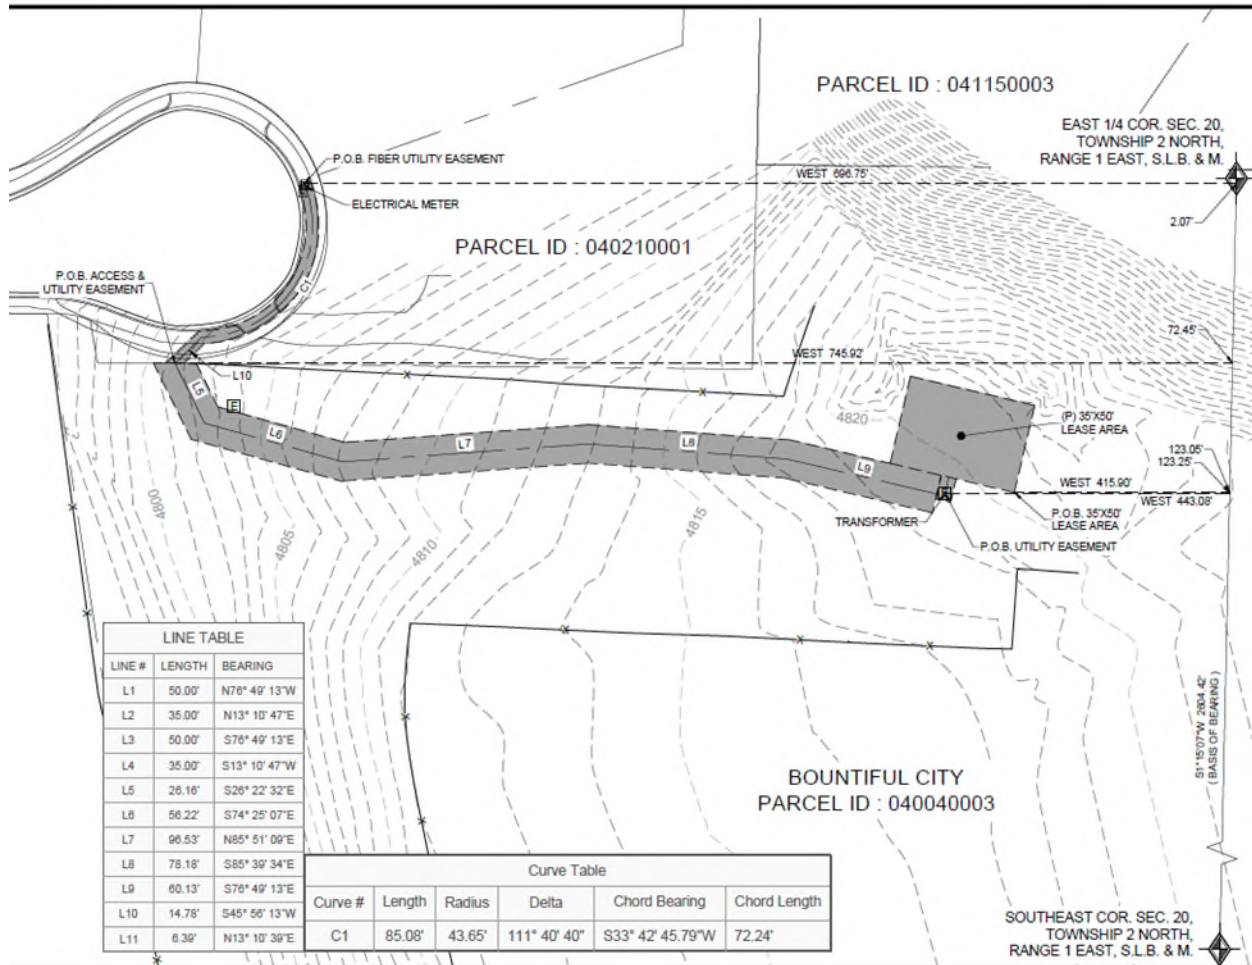 PARCEL ID : 041150003
EAST 1/4 COR. SEC. 20,
TOWNSHIP 2 NORTH,
RANGE 1 EAST, S.L.B. & M.
P.O.B. FIBER UTILITY EASEMENT
WEST 696.75'
ELECTRICAL METER
2.07'
PARCEL ID : 040210001
P.O.B. ACCESS &
UTILITY EASEMENT
C1
72.45'
WEST 745.92'
L10
L5
E
4820
(P) 35'X50'
LEASE AREA
L6
L7
L8
L9
123.05'
123.25'
WEST 415.90'
WEST 443.08'
4800
4805
4810
4815
TRANSFORMER
P.O.B. 35'X50'
LEASE AREA
P.O.B. UTILITY EASEMENT
LINE TABLE
LINE # LENGTH BEARING
L1 50.00' N76° 49' 13"W
L2 35.00' N13° 10' 47"E
L3 50.00' S76° 49' 13"E
L4 35.00' S13° 10' 47"W
L5 26.16' S26° 22' 32"E
L6 56.22' S74° 25' 07"E
L7 96.53' N85° 51' 09"E
L8 78.18' S85° 39' 34"E
L9 60.13' S76° 49' 13"E
L10 14.78' S45° 56' 13"W
L11 6.39' N13° 10' 39"E
S1°15'07"W 2604.42'
( BASIS OF BEARING )
BOUNTIFUL CITY
PARCEL ID : 040040003
Curve Table
Curve # Length Radius Delta Chord Bearing Chord Length
C1 85.08' 43.65' 111° 40' 40" S33° 42' 45.79"W 72.24'
SOUTHEAST COR. SEC. 20,
TOWNSHIP 2 NORTH,
RANGE 1 EAST, S.L.B. & M.